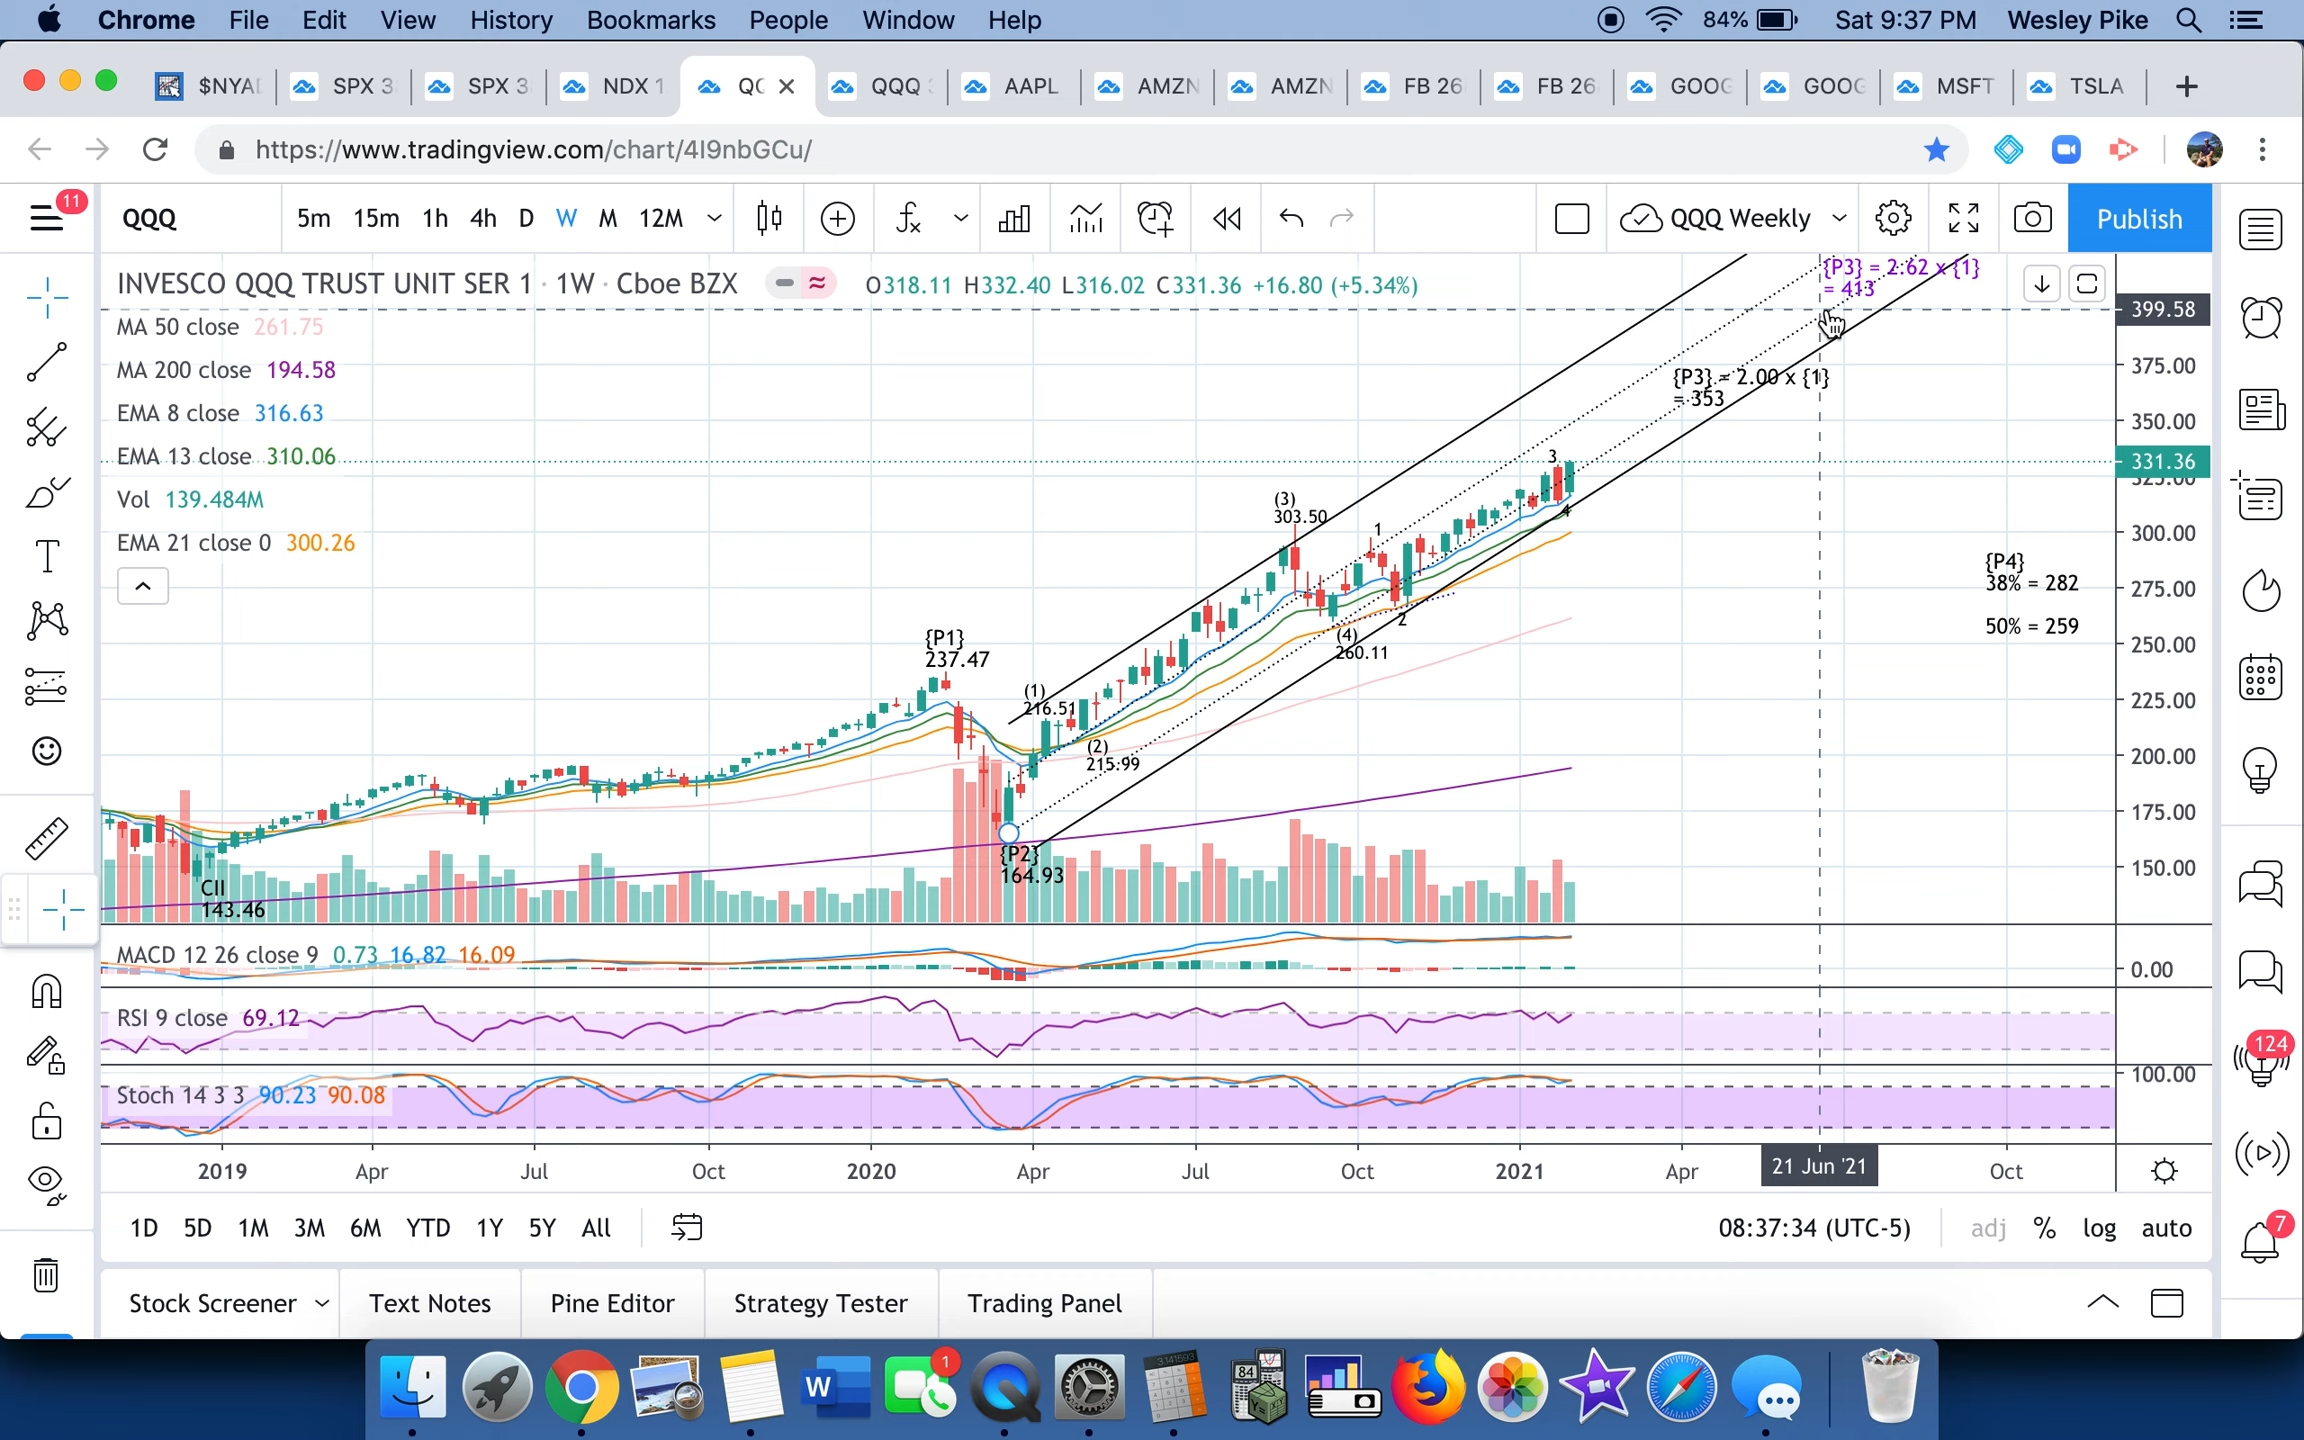 Chrome File Edit View History Bookmarks People Window Help 84% Sat 9:37 PM Wesley Pike
$NYAD SPX 3 SPX 3 NDX 1 QQ QQQ 3 AAPL AMZN AMZN FB 26 FB 26 GOOG GOOG MSFT TSLA
https://www.tradingview.com/chart/4I9nbGCu/
11
QQQ 5m 15m 1h 4h D W M 12M QQQ Weekly Publish
INVESCO QQQ TRUST UNIT SER 1 · 1W · Cboe BZX O318.11 H332.40 L316.02 C331.36 +16.80 (+5.34%)
MA 50 close 261.75
MA 200 close 194.58
EMA 8 close 316.63
EMA 13 close 310.06
Vol 139.484M
EMA 21 close 0 300.26
{P3} = 2.62 x {1}
= 413
{P3} = 2.00 x {1}
= 353
399.58
375.00
350.00
331.36
325.00
300.00
275.00
250.00
225.00
200.00
175.00
150.00
{P4}
38% = 282
50% = 259
3
4
(3)
303.50
1
2
(4)
260.11
{P1}
237.47
(1)
216.51
(2)
215.99
{P2}
164.93
CII
143.46
MACD 12 26 close 9 0.73 16.82 16.09
0.00
RSI 9 close 69.12
Stoch 14 3 3 90.23 90.08
100.00
2019 Apr Jul Oct 2020 Apr Jul Oct 2021 Apr 21 Jun '21 Oct
1D 5D 1M 3M 6M YTD 1Y 5Y All 08:37:34 (UTC-5) adj % log auto
Stock Screener Text Notes Pine Editor Strategy Tester Trading Panel
124
7
1
W
3.141593
84